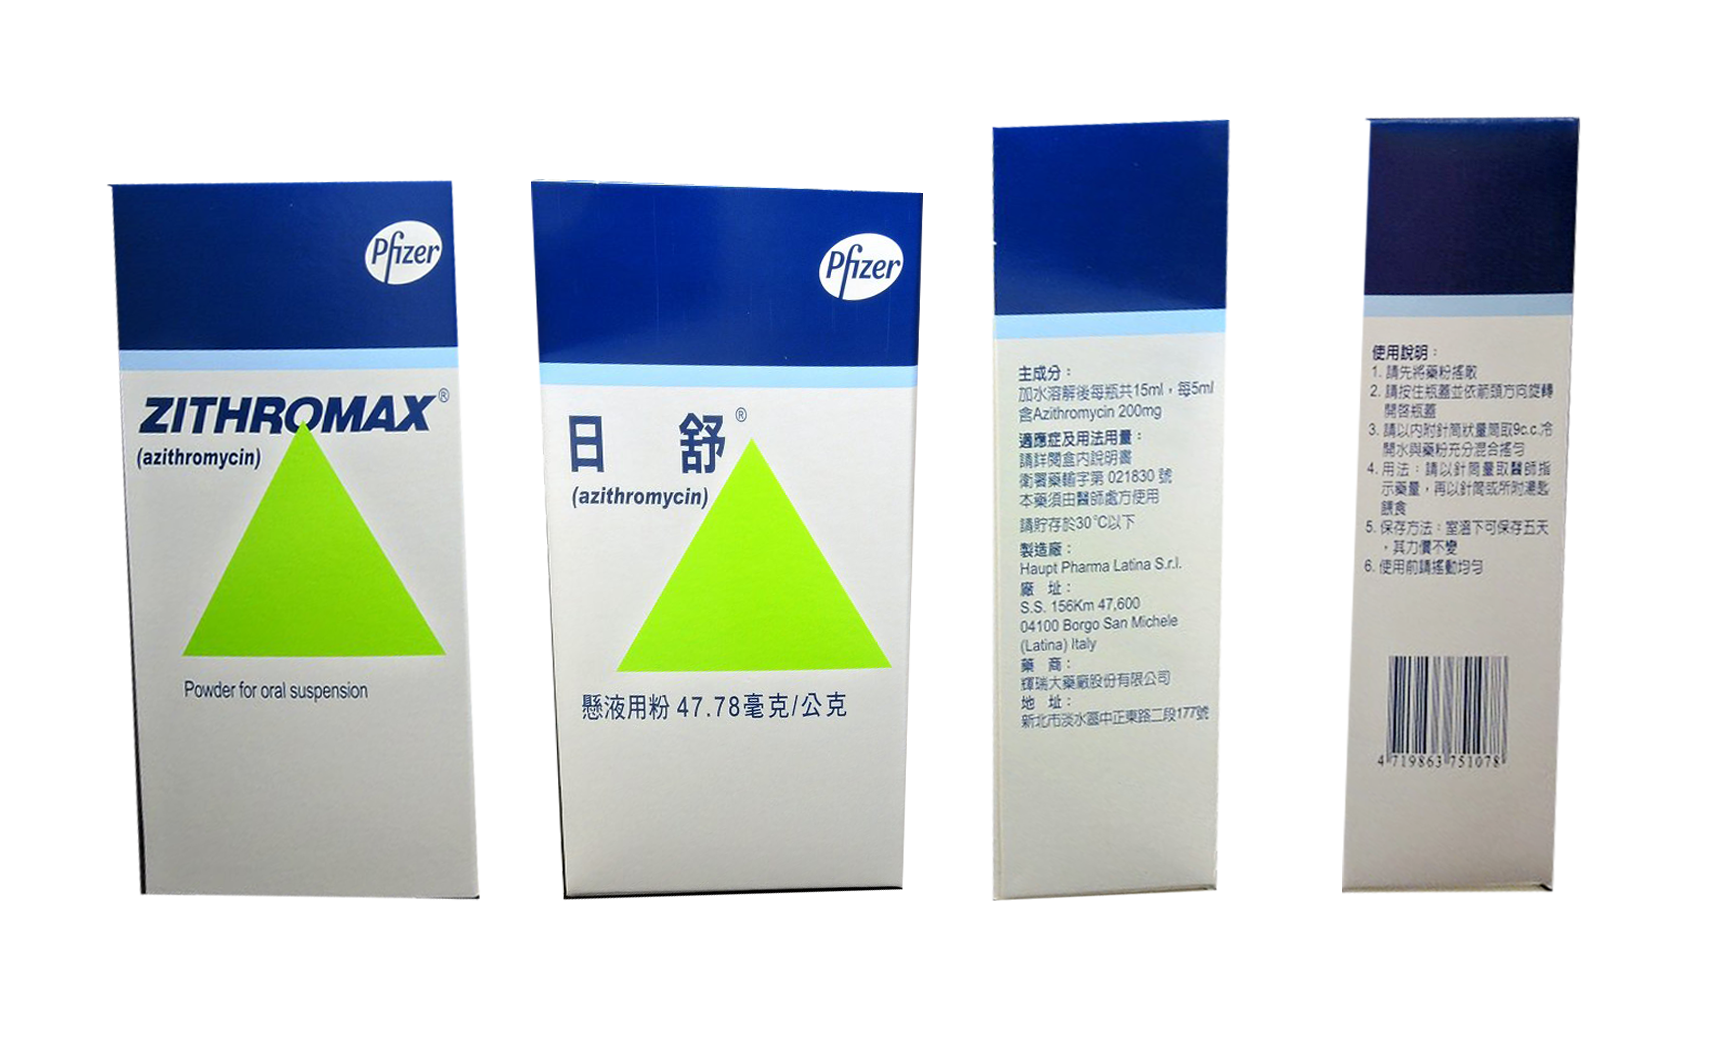 Pfizer
ZITHROMAX®
(azithromycin)
Powder for oral suspension
Pfizer
日舒®
(azithromycin)
懸液用粉 47.78毫克/公克
主成分：
加水溶解後每瓶共15ml，每5ml
含Azithromycin 200mg
適應症及用法用量：
請詳閱盒內說明書
衛署藥輸字第 021830 號
本藥須由醫師處方使用
請貯存於30℃以下
製造廠：
Haupt Pharma Latina S.r.l.
廠 址：
S.S. 156Km 47,600
04100 Borgo San Michele
(Latina) Italy
藥 商：
輝瑞大藥廠股份有限公司
地 址：
新北市淡水區中正東路二段177號
使用說明：
1. 請先將藥粉搖散
2. 請按住瓶蓋並依箭頭方向旋轉
開啓瓶蓋
3. 請以內附針筒狀量筒取9c.c.冷
開水與藥粉充分混合搖勻
4. 用法：請以針筒量取醫師指
示藥量，再以針筒或所附湯匙
餵食
5. 保存方法：室溫下可保存五天
，其力價不變
6. 使用前請搖動均勻
4 719863 751078